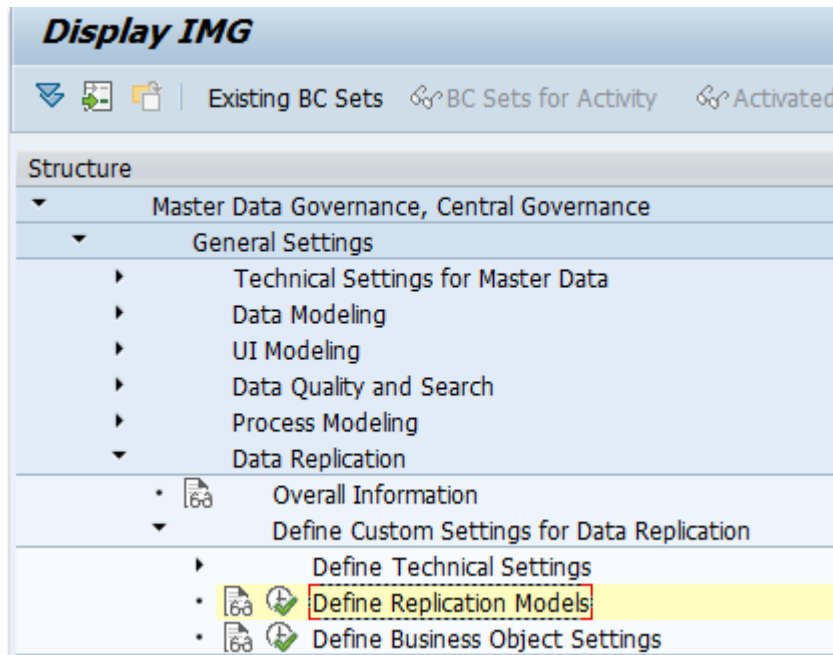 Display IMG
Existing BC Sets BC Sets for Activity Activated
Structure
Master Data Governance, Central Governance
General Settings
Technical Settings for Master Data
Data Modeling
UI Modeling
Data Quality and Search
Process Modeling
Data Replication
Overall Information
Define Custom Settings for Data Replication
Define Technical Settings
Define Replication Models
Define Business Object Settings